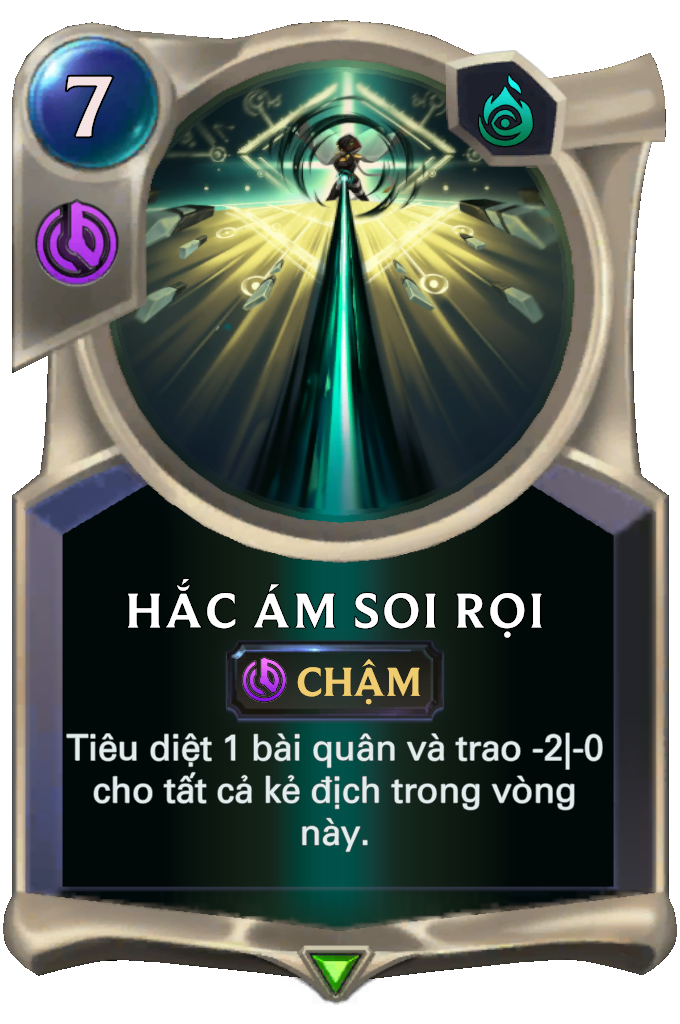 7
HẮC ÁM SOI RỌI
CHẬM
Tiêu diệt 1 bài quân và trao -2|-0
cho tất cả kẻ địch trong vòng
này.